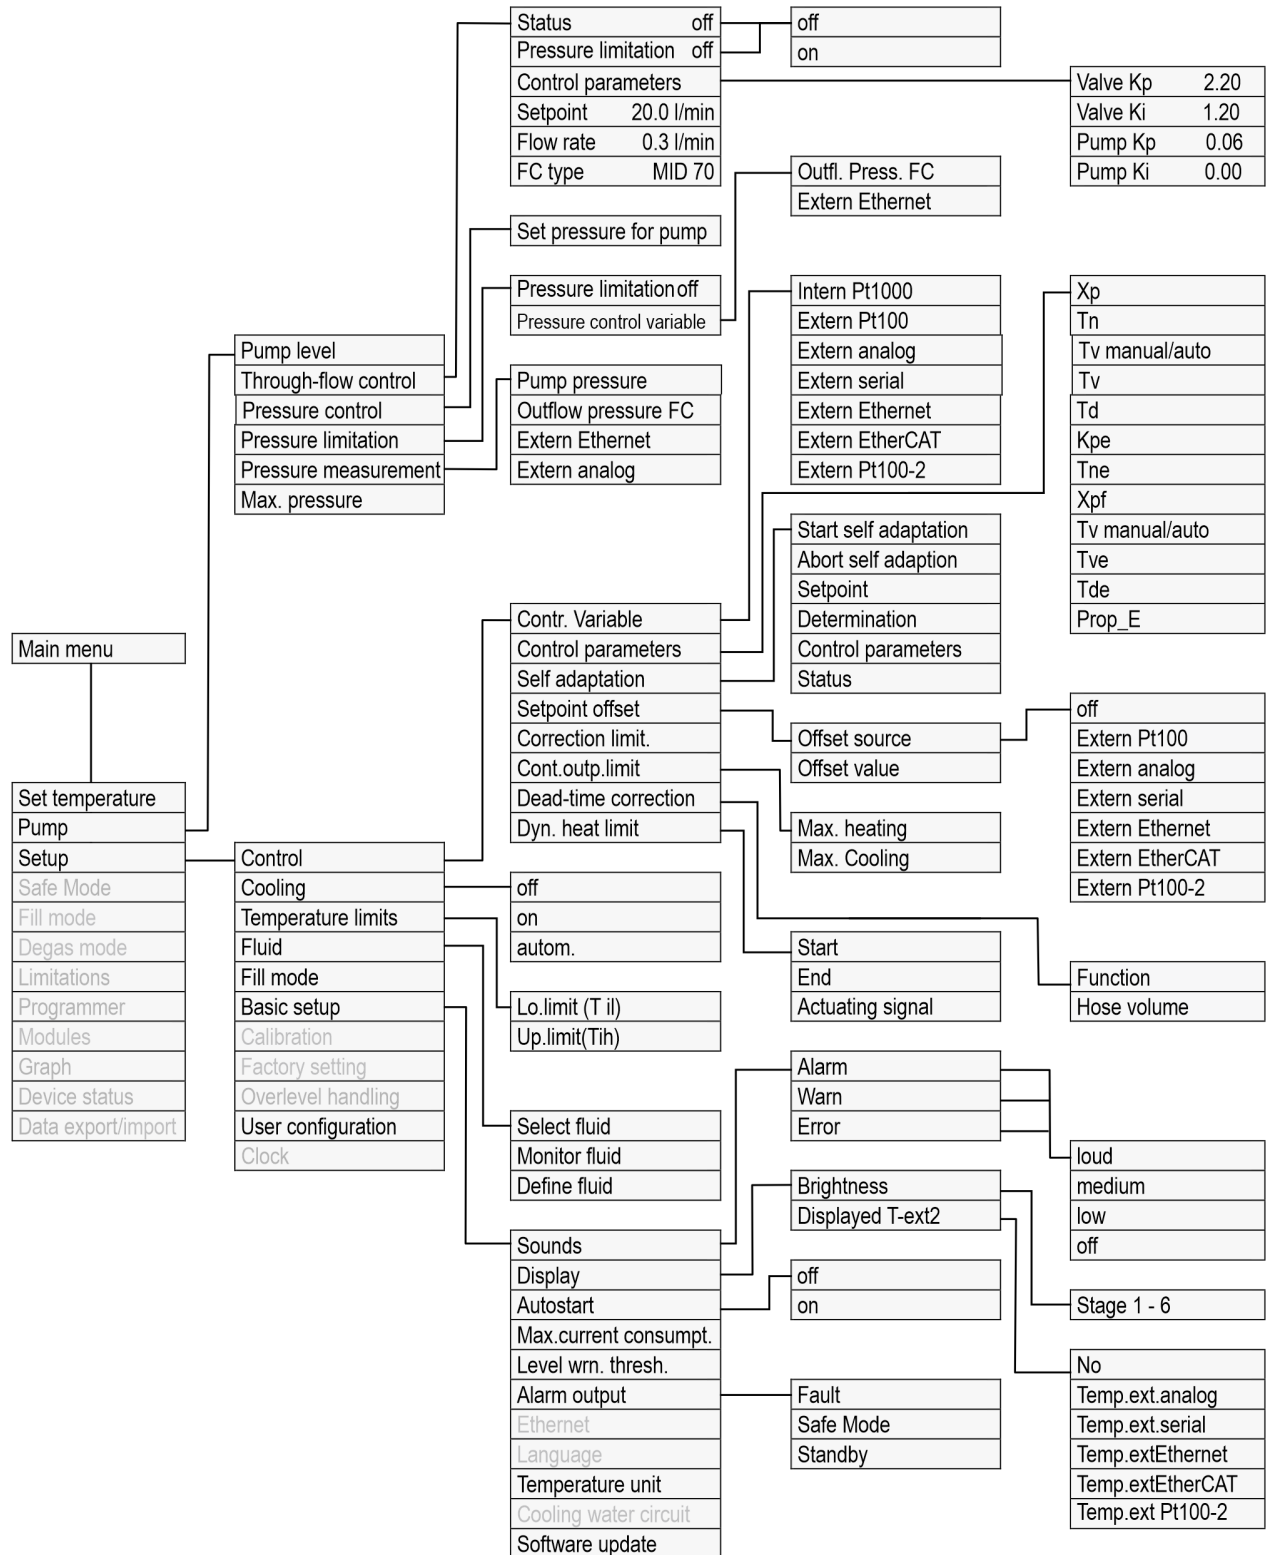 Main menu
Set temperature
Pump
Setup
Safe Mode
Fill mode
Degas mode
Limitations
Programmer
Modules
Graph
Device status
Data export/import
Pump level
Through-flow control
Pressure control
Pressure limitation
Pressure measurement
Max. pressure
Control
Cooling
Temperature limits
Fluid
Fill mode
Basic setup
Calibration
Factory setting
Overlevel handling
User configuration
Clock
Status off
Pressure limitation off
Control parameters
Setpoint 20.0 l/min
Flow rate 0.3 l/min
FC type MID 70
Set pressure for pump
Pressure limitation off
Pressure control variable
Pump pressure
Outflow pressure FC
Extern Ethernet
Extern analog
Contr. Variable
Control parameters
Self adaptation
Setpoint offset
Correction limit.
Cont.outp.limit
Dead-time correction
Dyn. heat limit
off
on
autom.
Lo.limit (T il)
Up.limit(Tih)
Select fluid
Monitor fluid
Define fluid
Sounds
Display
Autostart
Max.current consumpt.
Level wrn. thresh.
Alarm output
Ethernet
Language
Temperature unit
Cooling water circuit
Software update
off
on
Outfl. Press. FC
Extern Ethernet
Intern Pt1000
Extern Pt100
Extern analog
Extern serial
Extern Ethernet
Extern EtherCAT
Extern Pt100-2
Start self adaptation
Abort self adaption
Setpoint
Determination
Control parameters
Status
Offset source
Offset value
Max. heating
Max. Cooling
Start
End
Actuating signal
Alarm
Warn
Error
Brightness
Displayed T-ext2
off
on
Fault
Safe Mode
Standby
Valve Kp 2.20
Valve Ki 1.20
Pump Kp 0.06
Pump Ki 0.00
Xp
Tn
Tv manual/auto
Tv
Td
Kpe
Tne
Xpf
Tv manual/auto
Tve
Tde
Prop_E
off
Extern Pt100
Extern analog
Extern serial
Extern Ethernet
Extern EtherCAT
Extern Pt100-2
Function
Hose volume
loud
medium
low
off
Stage 1 - 6
No
Temp.ext.analog
Temp.ext.serial
Temp.extEthernet
Temp.extEtherCAT
Temp.ext Pt100-2